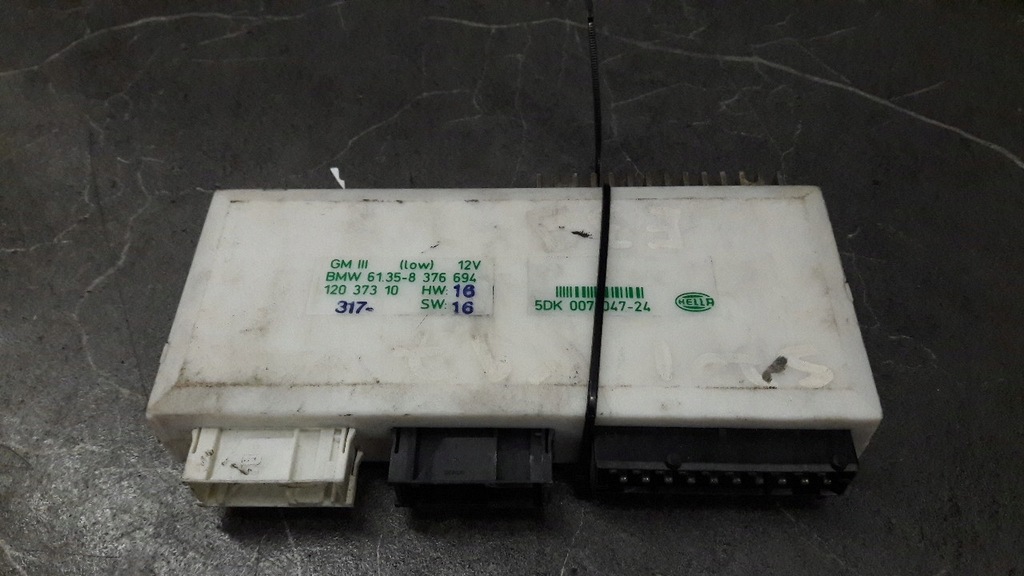 GM III (low) 12V
BMW 61.35-8 376 694
120 373 10 HW: 16
317- SW: 16
5DK 007 047-24
HELLA